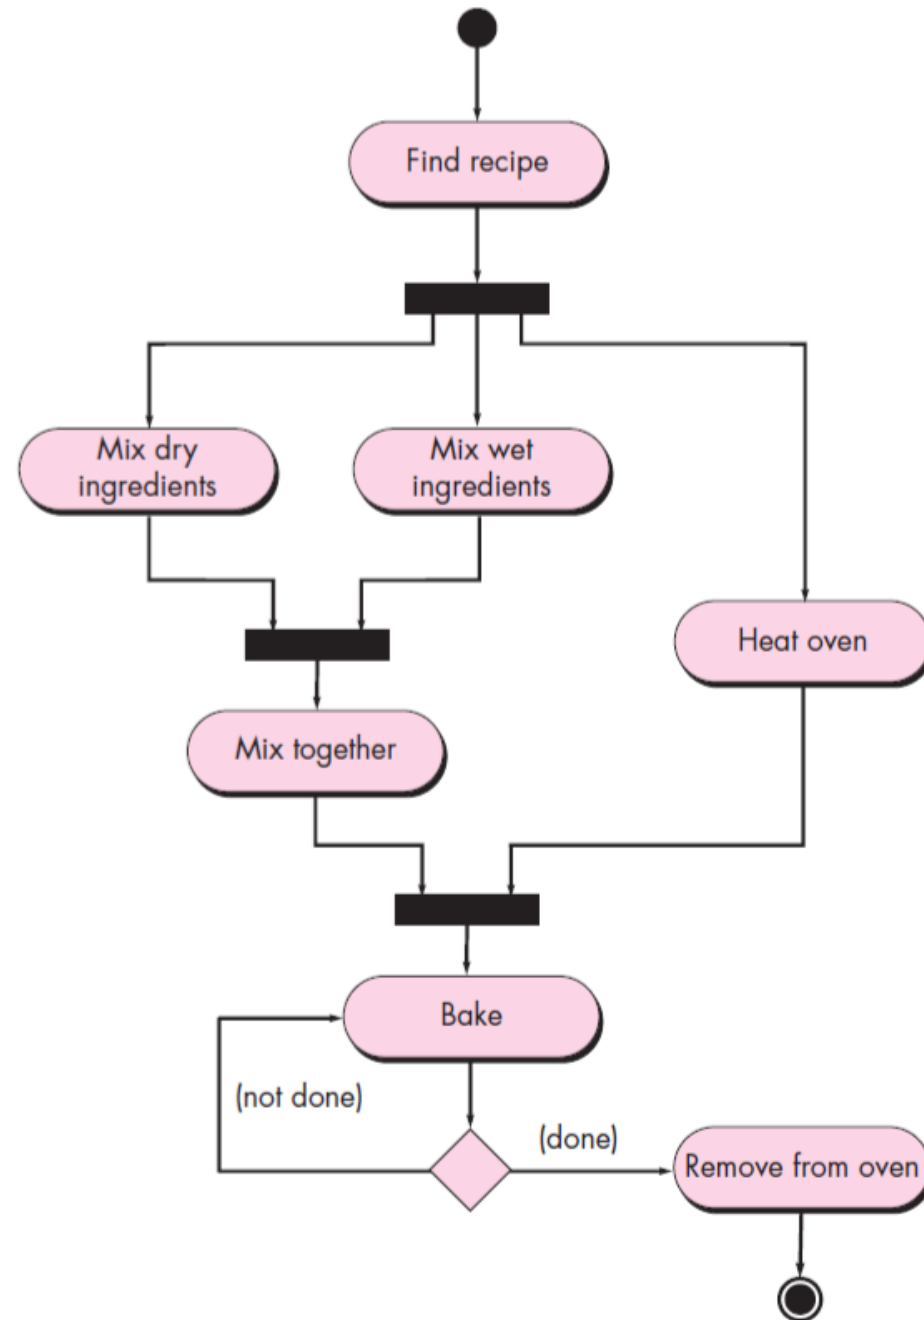 Find recipe
Mix dry
ingredients
Mix wet
ingredients
Heat oven
Mix together
Bake
(not done)
(done)
Remove from oven